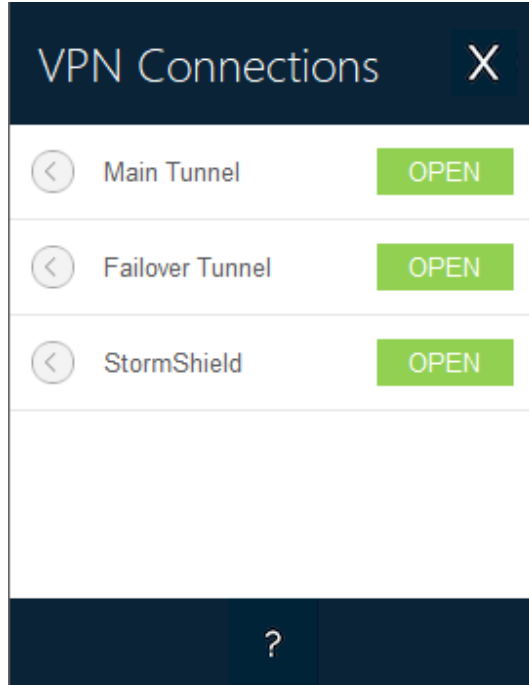 VPN Connections X
Main Tunnel OPEN
Failover Tunnel OPEN
StormShield OPEN
?